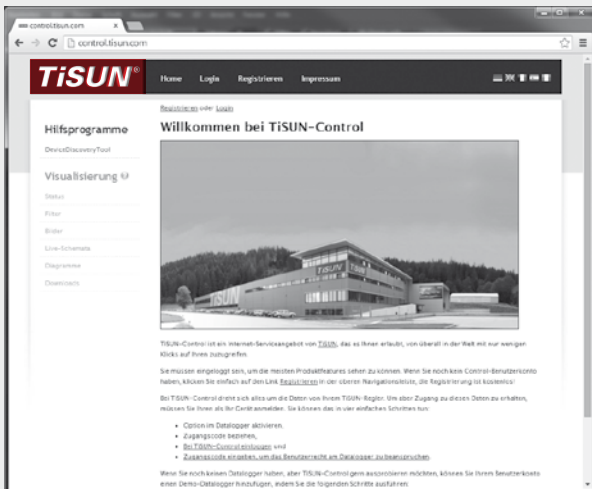 control.tisun.com
control.tisun.com
TiSUN®
Home Login Registrieren Impressum
Registrieren oder Login
Hilfsprogramme
DeviceDiscoveryTool
Visualisierung
Status
Filter
Bilder
Live-Schemata
Diagramme
Downloads
Willkommen bei TiSUN-Control
TiSUN
TiSUN
TiSUN-Control ist ein Internet-Serviceangebot von TiSUN, das es Ihnen erlaubt, von überall in der Welt mit nur wenigen
Klicks auf Ihren zuzugreifen.
Sie müssen eingeloggt sein, um die meisten Produktfeatures sehen zu können. Wenn Sie noch kein Control-Benutzerkonto
haben, klicken Sie einfach auf den Link Registrieren in der oberen Navigationsleiste, die Registrierung ist kostenlos!
Bei TiSUN-Control dreht sich alles um die Daten von Ihrem TiSUN-Regler. Um aber Zugang zu diesen Daten zu erhalten,
müssen Sie Ihren als Ihr Gerät anmelden. Sie können das in vier einfachen Schritten tun:
Option im Datalogger aktivieren,
Zugangscode beziehen,
Bei TiSUN-Control einloggen und
Zugangscode eingeben, um das Benutzerrecht am Datalogger zu beanspruchen.
Wenn Sie noch keinen Datalogger haben, aber TiSUN-Control gern ausprobieren möchten, können Sie Ihrem Benutzerkonto
einen Demo-Datalogger hinzufügen, indem Sie die folgenden Schritte ausführen: